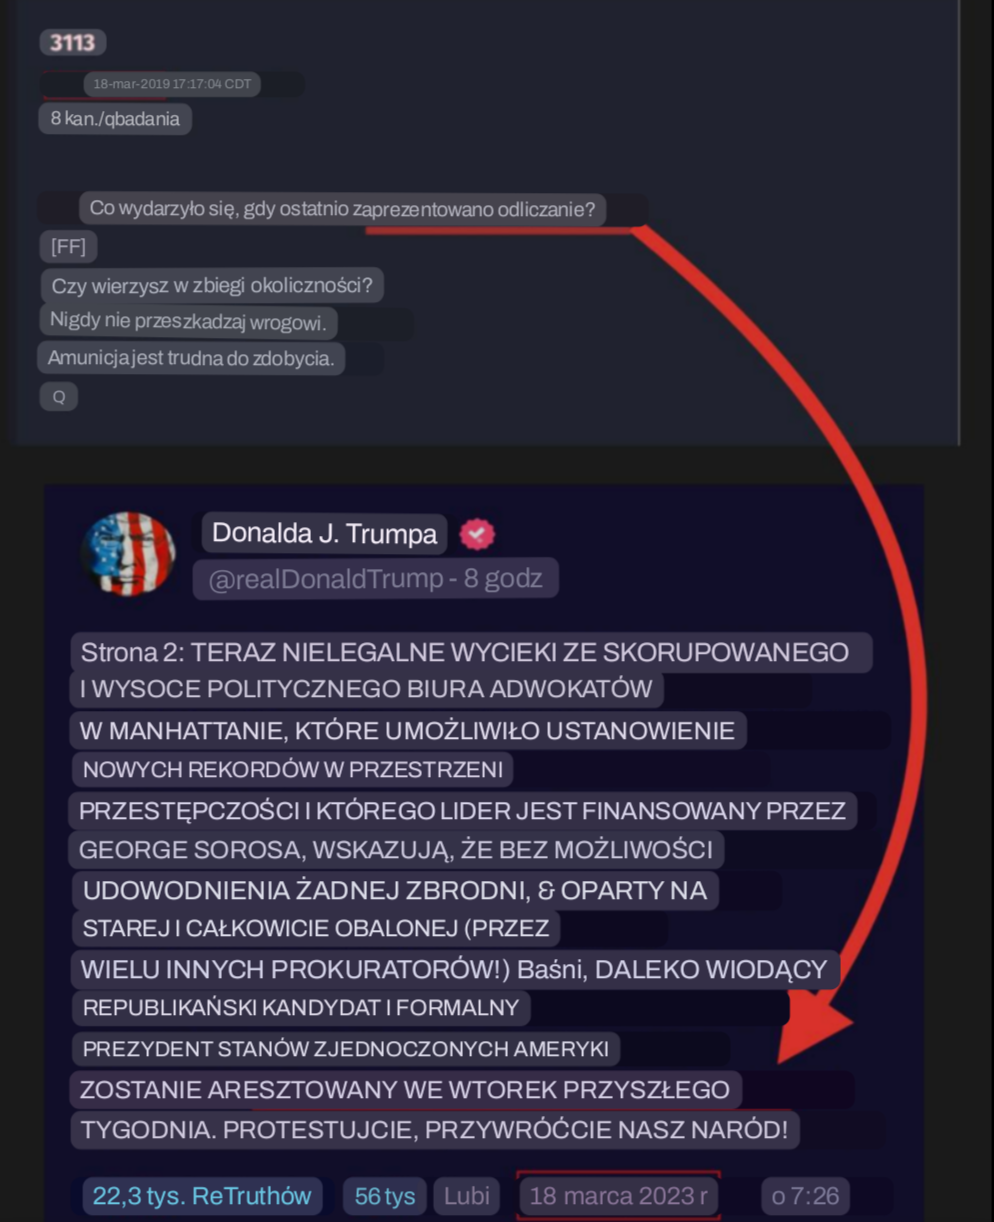 3113
18-mar-2019 17:17:04 CDT
8 kan./qbadania
Co wydarzyło się, gdy ostatnio zaprezentowano odliczanie?
[FF]
Czy wierzysz w zbiegi okoliczności?
Nigdy nie przeszkadzaj wrogowi.
Amunicja jest trudna do zdobycia.
Q
Donalda J. Trumpa
@realDonaldTrump - 8 godz
Strona 2: TERAZ NIELEGALNE WYCIEKI ZE SKORUPOWANEGO
I WYSOCE POLITYCZNEGO BIURA ADWOKATÓW
W MANHATTANIE, KTÓRE UMOŻLIWIŁO USTANOWIENIE
NOWYCH REKORDÓW W PRZESTRZENI
PRZESTĘPCZOŚCI I KTÓREGO LIDER JEST FINANSOWANY PRZEZ
GEORGE SOROSA, WSKAZUJĄ, ŻE BEZ MOŻLIWOŚCI
UDOWODNIENIA ŻADNEJ ZBRODNI, & OPARTY NA
STAREJ I CAŁKOWICIE OBALONEJ (PRZEZ
WIELU INNYCH PROKURATORÓW!) Baśni, DALEKO WIODĄCY
REPUBLIKAŃSKI KANDYDAT I FORMALNY
PREZYDENT STANÓW ZJEDNOCZONYCH AMERYKI
ZOSTANIE ARESZTOWANY WE WTOREK PRZYSZŁEGO
TYGODNIA. PROTESTUJCIE, PRZYWRÓĆCIE NASZ NARÓD!
22,3 tys. ReTruthów 56 tys Lubi 18 marca 2023 r o 7:26